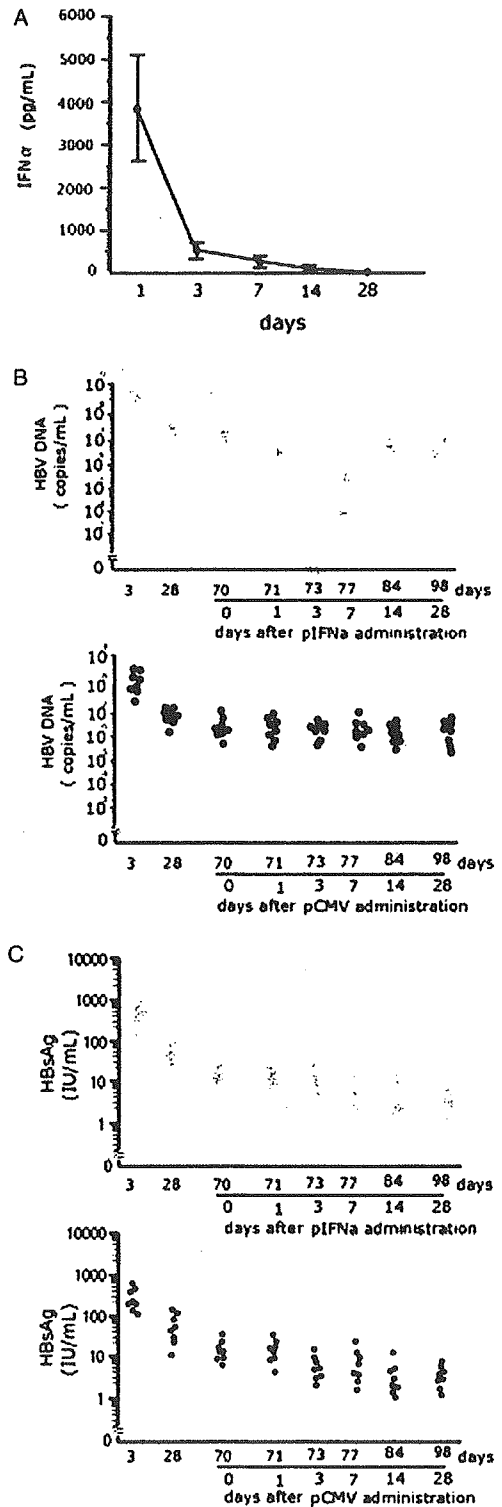 A
6000
5000
4000
3000
2000
1000
0
IFNα (pg/mL)
1 3 7 14 28
days
B
HBV DNA
( copies/mL )
0
3 28 70 71 73 77 84 98 days
0 1 3 7 14 28
days after pIFNa administration
HBV DNA
( copies/mL )
0
3 28 70 71 73 77 84 98 days
0 1 3 7 14 28
days after pCMV administration
C
10000
1000
100
10
1
0
HBsAg
(IU/mL)
3 28 70 71 73 77 84 98 days
0 1 3 7 14 28
days after pIFNa administration
10000
1000
100
10
1
0
HBsAg
(IU/mL)
3 28 70 71 73 77 84 98 days
0 1 3 7 14 28
days after pCMV administration